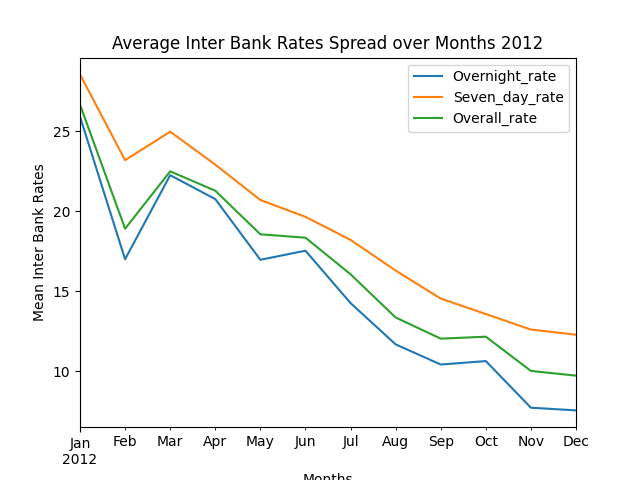 Average Inter Bank Rates Spread over Months 2012
Overnight_rate
Seven_day_rate
Overall_rate
Mean Inter Bank Rates
25
20
15
10
Jan Feb Mar Apr May Jun Jul Aug Sep Oct Nov Dec
2012
Months